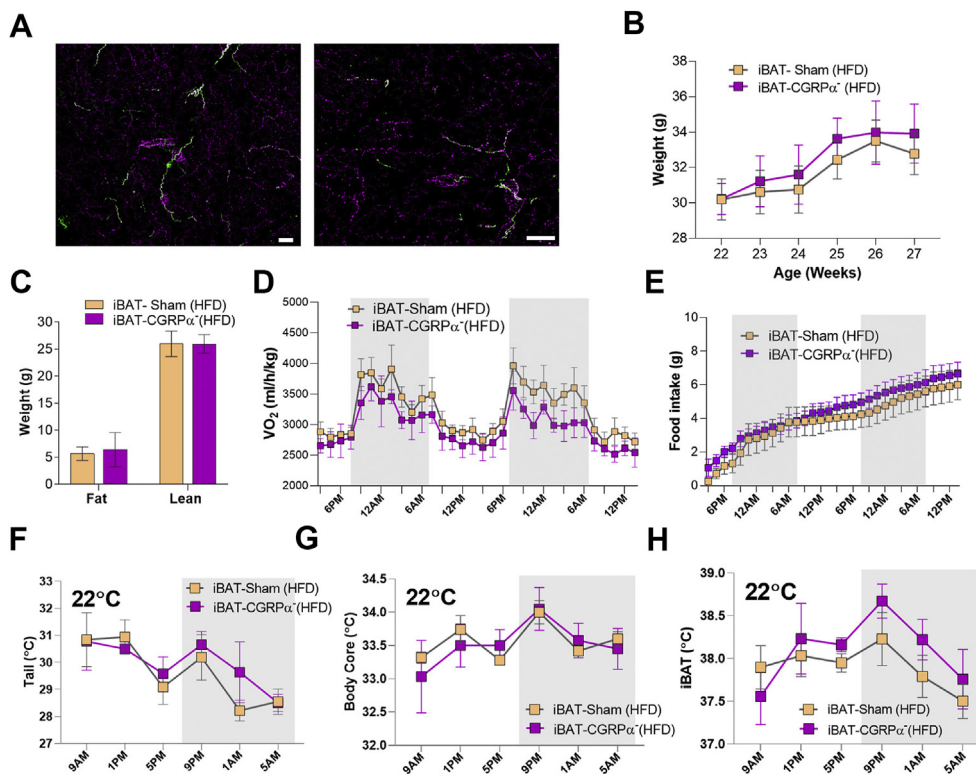 A
B
iBAT- Sham (HFD)
iBAT-CGRPα⁻ (HFD)
36
34
32
30
28
Weight (g)
22 23 24 25 26 27
Age (Weeks)
C
iBAT- Sham (HFD)
iBAT-CGRPα⁻(HFD)
30
25
20
15
10
5
0
Weight (g)
Fat Lean
D
iBAT-Sham (HFD)
iBAT-CGRPα⁻(HFD)
5000
4500
4000
3500
3000
2500
2000
VO₂ (ml/h/kg)
6PM 12AM 6AM 12PM 6PM 12AM 6AM 12PM
E
iBAT-Sham (HFD)
iBAT-CGRPα⁻(HFD)
8
6
4
2
0
Food intake (g)
6PM 12AM 6AM 12PM 6PM 12AM 6AM 12PM
F
22°C
iBAT-Sham (HFD)
iBAT-CGRPα⁻(HFD)
33
32
31
30
29
28
27
Tail (°C)
9AM 1PM 5PM 9PM 1AM 5AM
G
22°C
34.5
34.0
33.5
33.0
32.5
32.0
Body Core (°C)
iBAT-Sham (HFD)
iBAT-CGRPα⁻(HFD)
9AM 1PM 5PM 9PM 1AM 5AM
H
22°C
39.0
38.5
38.0
37.5
37.0
iBAT (°C)
iBAT-Sham (HFD)
iBAT-CGRPα⁻(HFD)
9AM 1PM 5PM 9PM 1AM 5AM